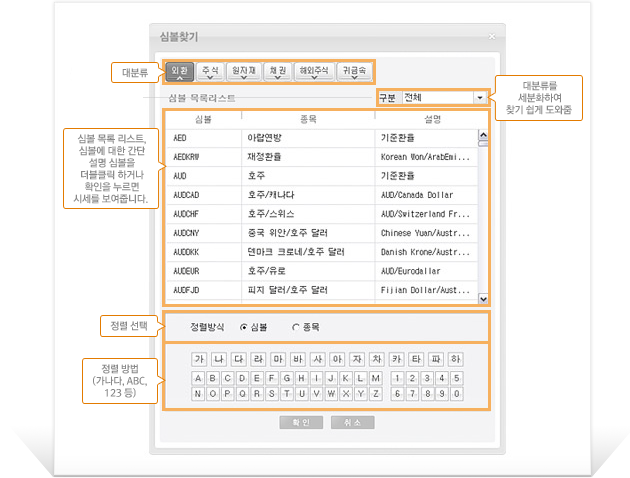 심볼찾기
대분류
외환 주식 원자재 채권 해외주식 귀금속
심볼 목록리스트
구분 전체
대분류를
세분화하여
찾기 쉽게 도와줌
심볼 종목 설명
AED 아랍연방 기준환율
AEDKRW 재정환율 Korean Won/ArabEmi...
AUD 호주 기준환율
AUDCAD 호주/캐나다 AUD/Canada Dollar
AUDCHF 호주/스위스 AUD/Switzerland Fr...
AUDCNY 중국 위안/호주 달러 Chinese Yuan/Austr...
AUDDKK 덴마크 크로네/호주 달러 Danish Krone/Austr...
AUDEUR 호주/유로 AUD/Eurodallar
AUDFJD 피지 달러/호주 달러 Fijian Dollar/Aust...
심볼 목록 리스트,
심볼에 대한 간단
설명 심볼을
더블클릭 하거나
확인을 누르면
시세를 보여줍니다.
정렬 선택
정렬방식 심볼 종목
정렬 방법
(가나다, ABC,
123 등)
가 나 다 라 마 바 사 아 자 차 카 타 파 하
A B C D E F G H I J K L M 1 2 3 4 5
N O P Q R S T U V W X Y Z 6 7 8 9 0
확인 취소